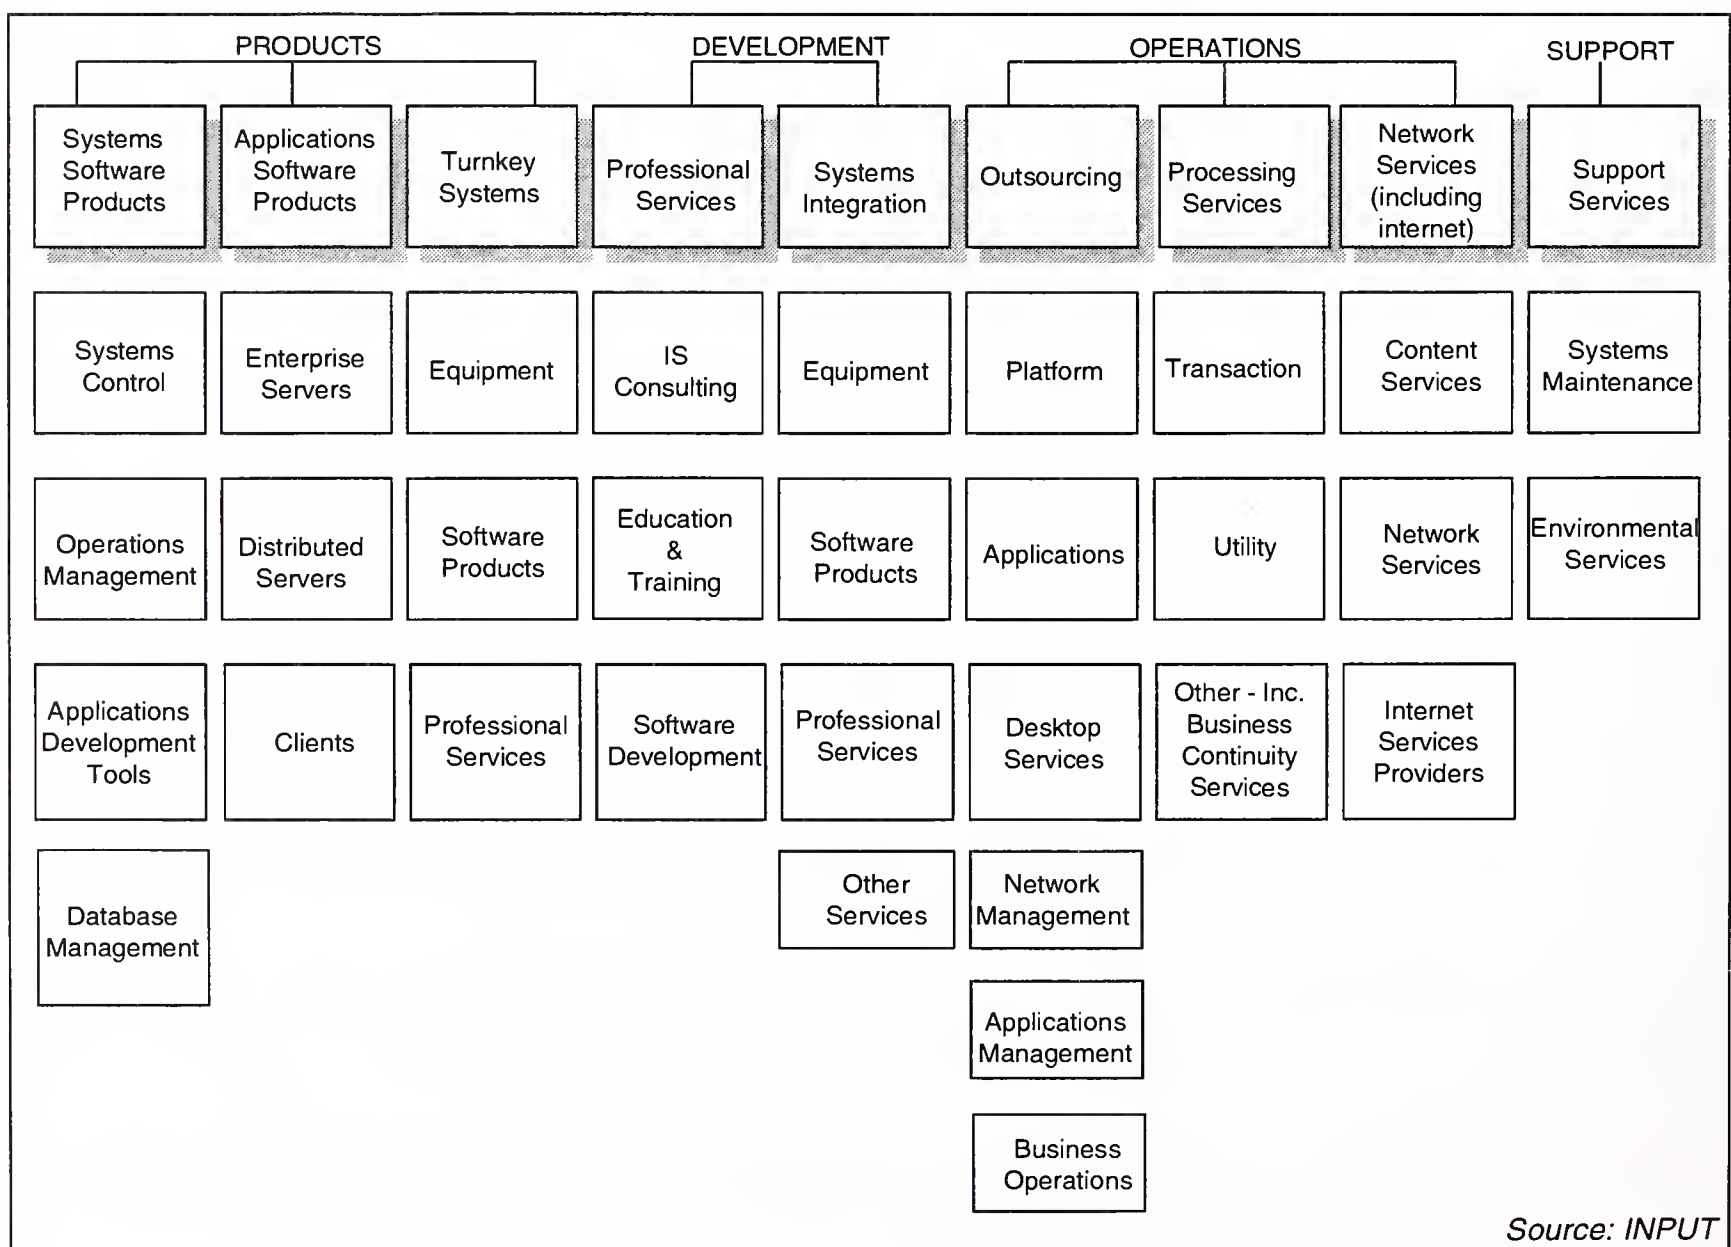 PRODUCTS
DEVELOPMENT
OPERATIONS
SUPPORT
Systems
Software
Products
Applications
Software
Products
Turnkey
Systems
Professional
Services
Systems
Integration
Outsourcing
Processing
Services
Network
Services
(including
internet)
Support
Services
Systems
Control
Enterprise
Servers
Equipment
IS
Consulting
Equipment
Platform
Transaction
Content
Services
Systems
Maintenance
Operations
Management
Distributed
Servers
Software
Products
Education
&
Training
Software
Products
Applications
Utility
Network
Services
Environmental
Services
Applications
Development
Tools
Clients
Professional
Services
Software
Development
Professional
Services
Desktop
Services
Other - Inc.
Business
Continuity
Services
Internet
Services
Providers
Database
Management
Other
Services
Network
Management
Applications
Management
Business
Operations
Source: INPUT